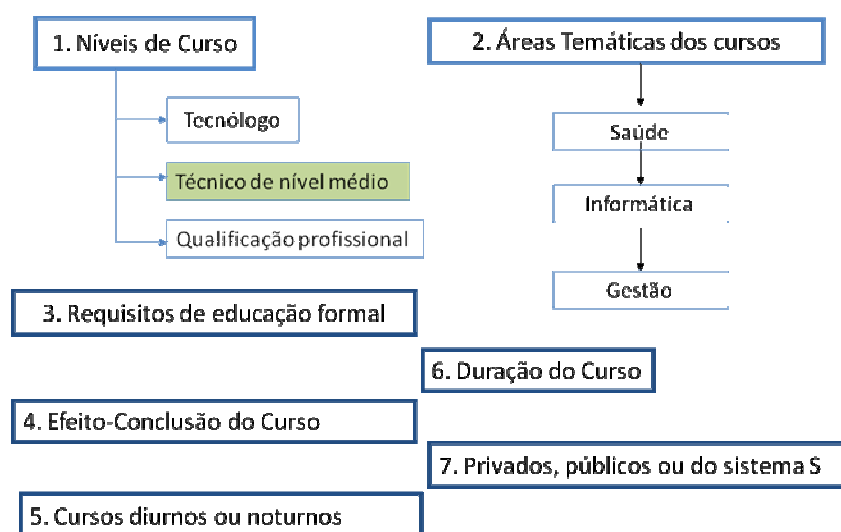 1. Níveis de Curso
Tecnólogo
Técnico de nível médio
Qualificação profissional
2. Áreas Temáticas dos cursos
Saúde
Informática
Gestão
3. Requisitos de educação formal
6. Duração do Curso
4. Efeito-Conclusão do Curso
7. Privados, públicos ou do sistema S
5. Cursos diurnos ou noturnos